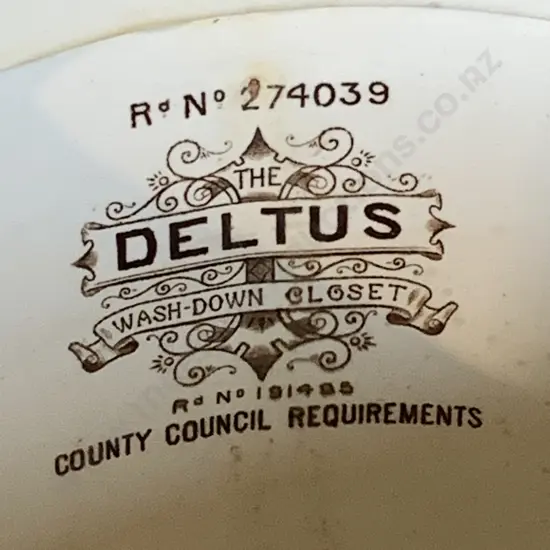 Rd No 274039
THE
DELTUS
WASH-DOWN CLOSET
Rd No 191495
COUNTY COUNCIL REQUIREMENTS